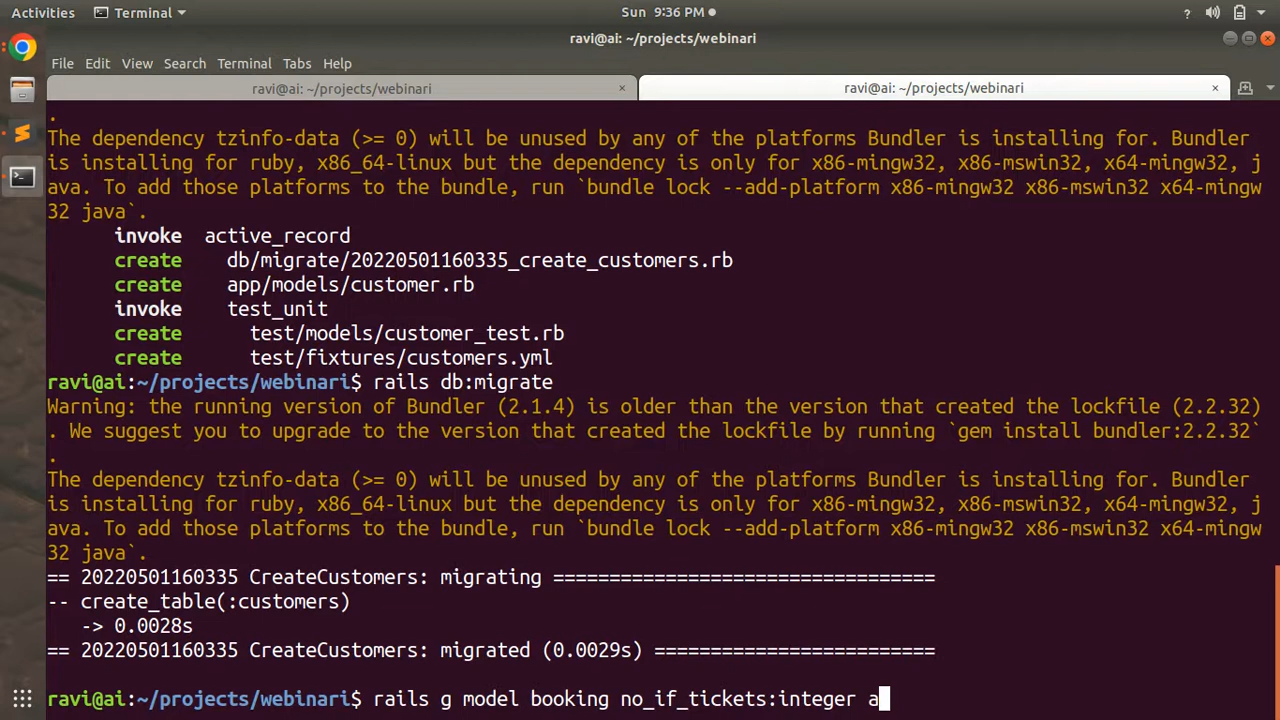 Activities Terminal Sun 9:36 PM ?
ravi@ai: ~/projects/webinari
File Edit View Search Terminal Tabs Help
ravi@ai: ~/projects/webinari × ravi@ai: ~/projects/webinari ×
.
The dependency tzinfo-data (>= 0) will be unused by any of the platforms Bundler is installing for. Bundler
is installing for ruby, x86_64-linux but the dependency is only for x86-mingw32, x86-mswin32, x64-mingw32, j
ava. To add those platforms to the bundle, run `bundle lock --add-platform x86-mingw32 x86-mswin32 x64-mingw
32 java`.
invoke active_record
create db/migrate/20220501160335_create_customers.rb
create app/models/customer.rb
invoke test_unit
create test/models/customer_test.rb
create test/fixtures/customers.yml
ravi@ai:~/projects/webinari$ rails db:migrate
Warning: the running version of Bundler (2.1.4) is older than the version that created the lockfile (2.2.32)
. We suggest you to upgrade to the version that created the lockfile by running `gem install bundler:2.2.32`
.
The dependency tzinfo-data (>= 0) will be unused by any of the platforms Bundler is installing for. Bundler
is installing for ruby, x86_64-linux but the dependency is only for x86-mingw32, x86-mswin32, x64-mingw32, j
ava. To add those platforms to the bundle, run `bundle lock --add-platform x86-mingw32 x86-mswin32 x64-mingw
32 java`.
== 20220501160335 CreateCustomers: migrating ==================================
-- create_table(:customers)
-> 0.0028s
== 20220501160335 CreateCustomers: migrated (0.0029s) =========================
ravi@ai:~/projects/webinari$ rails g model booking no_if_tickets:integer a